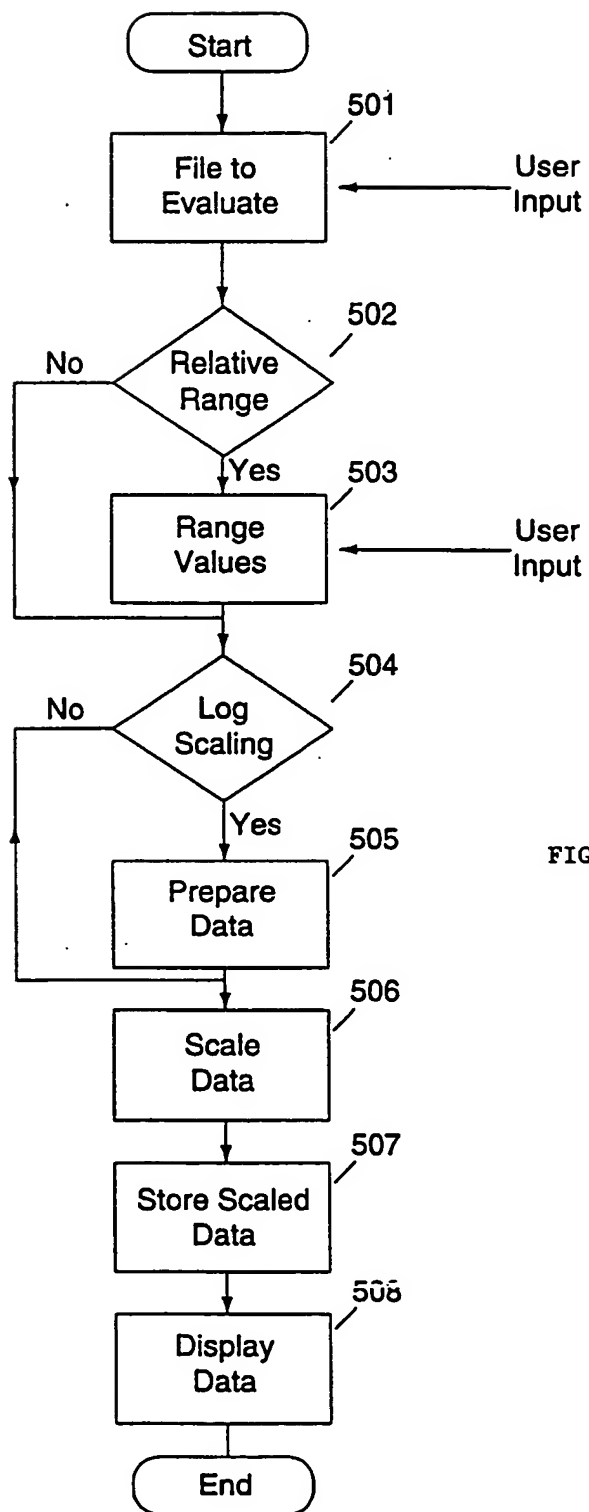 Start
501
File to
Evaluate
User
Input
502
No
Relative
Range
Yes
503
Range
Values
User
Input
504
No
Log
Scaling
Yes
505
Prepare
Data
FIG
506
Scale
Data
507
Store Scaled
Data
508
Display
Data
End